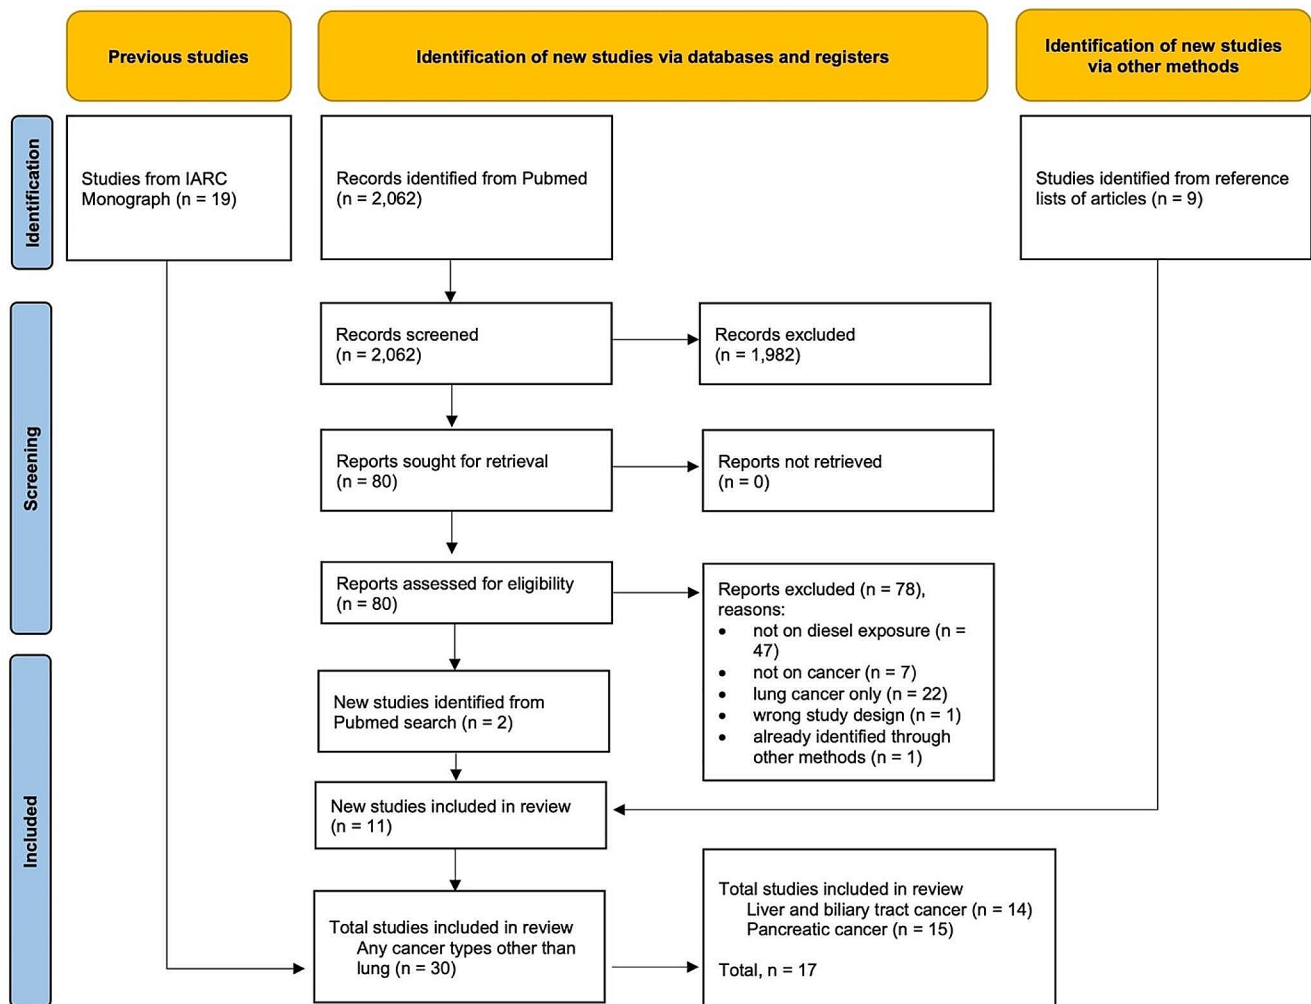 Previous studies
Identification of new studies via databases and registers
Identification of new studies
via other methods
Identification
Studies from IARC
Monograph (n = 19)
Records identified from Pubmed
(n = 2,062)
Studies identified from reference
lists of articles (n = 9)
Screening
Records screened
(n = 2,062)
Records excluded
(n = 1,982)
Reports sought for retrieval
(n = 80)
Reports not retrieved
(n = 0)
Reports assessed for eligibility
(n = 80)
Reports excluded (n = 78),
reasons:
• not on diesel exposure (n =
47)
• not on cancer (n = 7)
• lung cancer only (n = 22)
• wrong study design (n = 1)
• already identified through
other methods (n = 1)
Included
New studies identified from
Pubmed search (n = 2)
New studies included in review
(n = 11)
Total studies included in review
Any cancer types other than
lung (n = 30)
Total studies included in review
Liver and biliary tract cancer (n = 14)
Pancreatic cancer (n = 15)
Total, n = 17